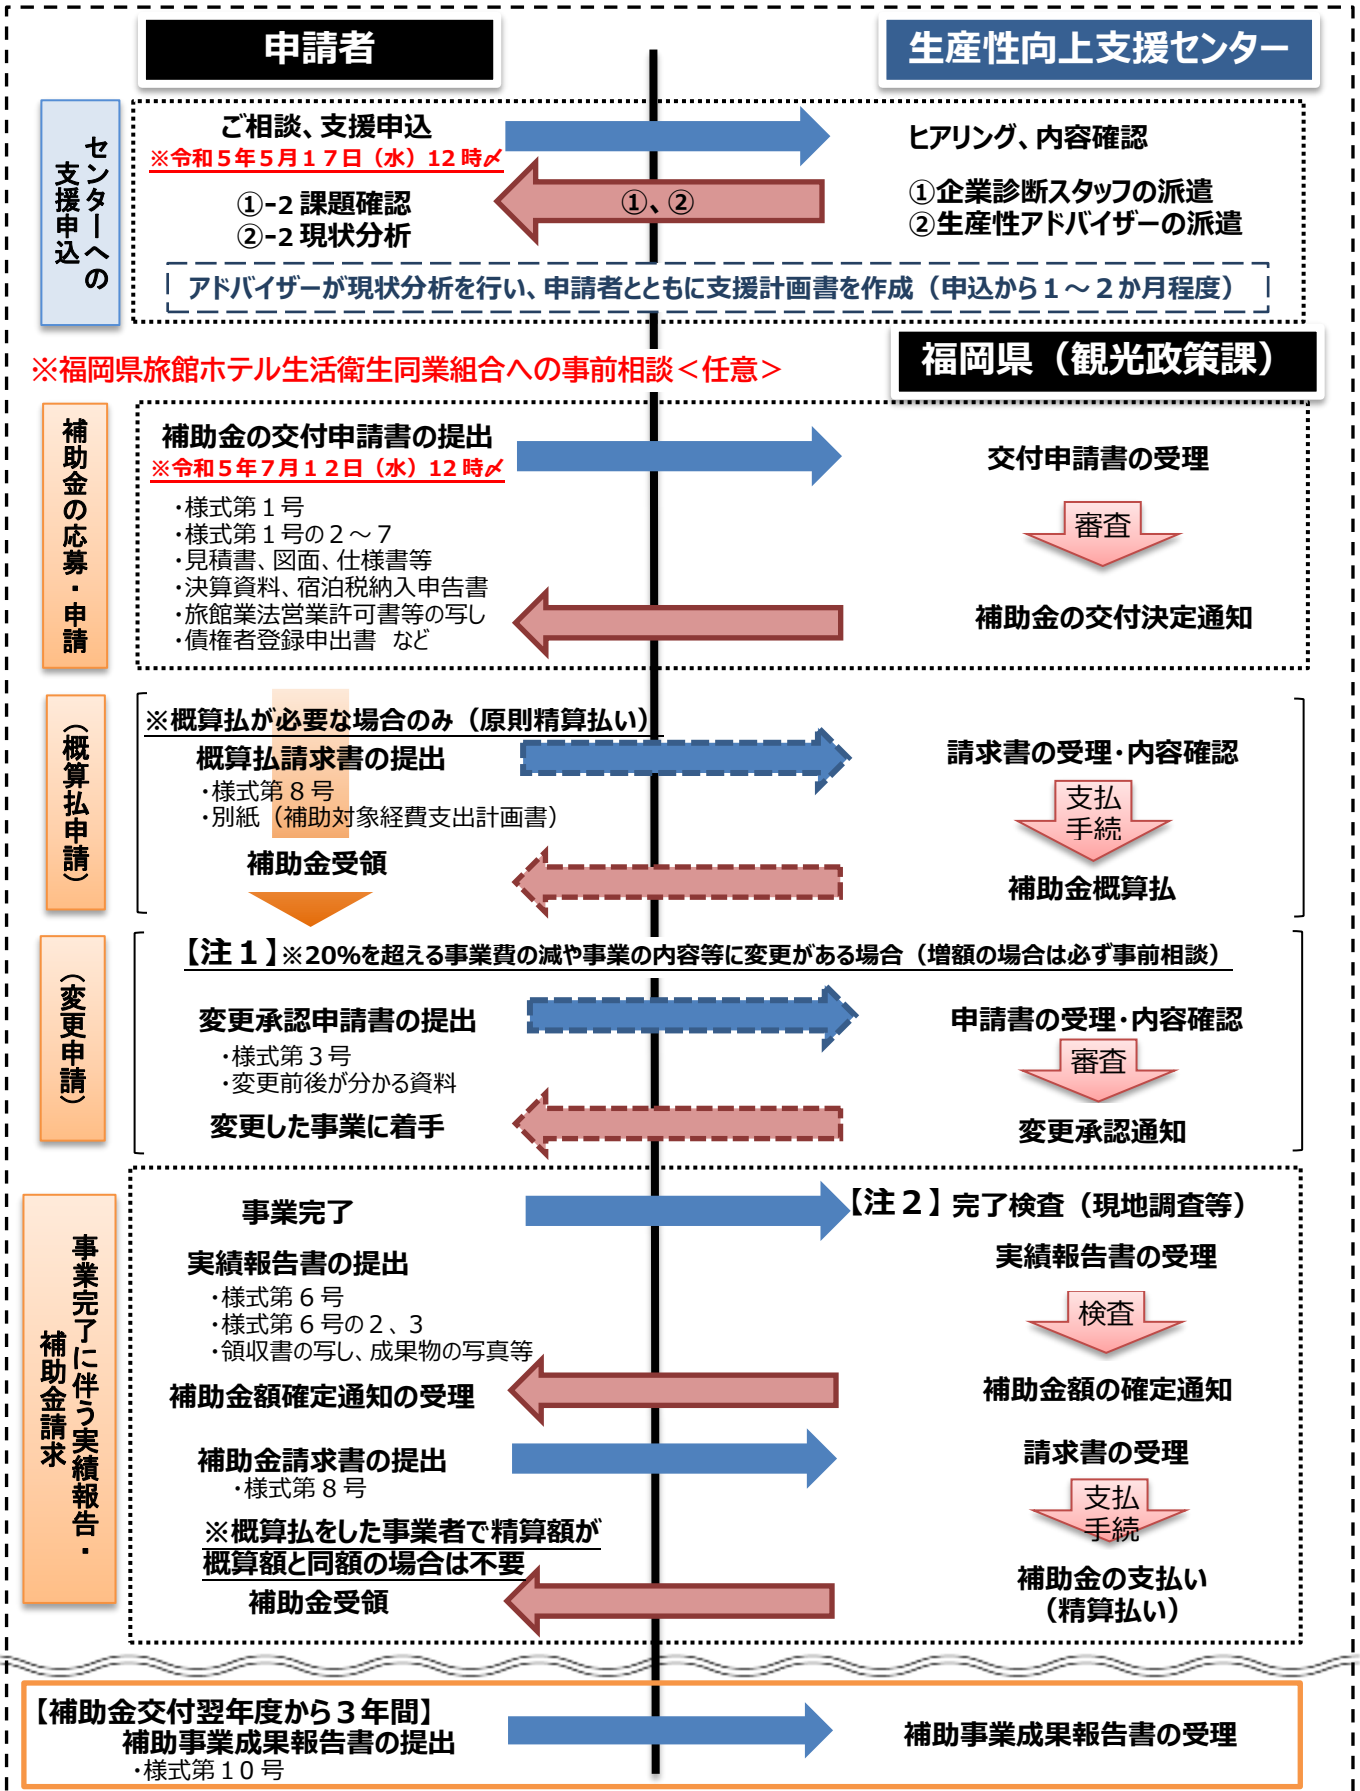 申請者
生産性向上支援センター
センターへの
支援申込
ご相談、支援申込
※令和５年５月１７日（水）12時〆
①-2 課題確認
②-2 現状分析
①、②
ヒアリング、内容確認
①企業診断スタッフの派遣
②生産性アドバイザーの派遣
アドバイザーが現状分析を行い、申請者とともに支援計画書を作成（申込から１～２か月程度）
※福岡県旅館ホテル生活衛生同業組合への事前相談＜任意＞
福岡県（観光政策課）
補助金の応募・申請
補助金の交付申請書の提出
※令和５年７月１２日（水）12時〆
・様式第１号
・様式第１号の２～７
・見積書、図面、仕様書等
・決算資料、宿泊税納入申告書
・旅館業法営業許可書等の写し
・債権者登録申出書 など
交付申請書の受理
審査
補助金の交付決定通知
（概算払申請）
※概算払が必要な場合のみ（原則精算払い）
概算払請求書の提出
・様式第８号
・別紙（補助対象経費支出計画書）
補助金受領
請求書の受理・内容確認
支払
手続
補助金概算払
（変更申請）
【注１】※20%を超える事業費の減や事業の内容等に変更がある場合（増額の場合は必ず事前相談）
変更承認申請書の提出
・様式第３号
・変更前後が分かる資料
変更した事業に着手
申請書の受理・内容確認
審査
変更承認通知
事業完了に伴う実績報告・
補助金請求
事業完了
【注２】完了検査（現地調査等）
実績報告書の提出
・様式第６号
・様式第６号の２、３
・領収書の写し、成果物の写真等
実績報告書の受理
検査
補助金額確定通知の受理
補助金額の確定通知
補助金請求書の提出
・様式第８号
請求書の受理
支払
手続
※概算払をした事業者で精算額が
概算額と同額の場合は不要
補助金受領
補助金の支払い
（精算払い）
【補助金交付翌年度から３年間】
補助事業成果報告書の提出
・様式第１０号
補助事業成果報告書の受理